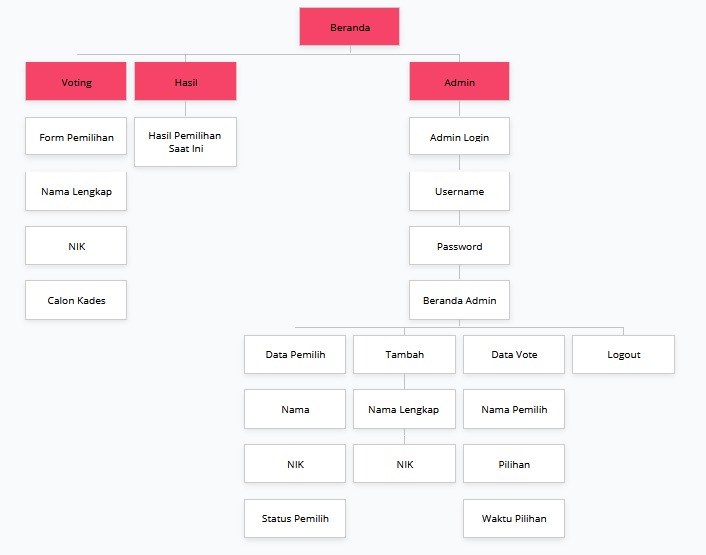 Beranda
Voting
Hasil
Admin
Form Pemilihan
Hasil Pemilihan
Saat Ini
Admin Login
Nama Lengkap
Username
NIK
Password
Calon Kades
Beranda Admin
Data Pemilih
Tambah
Data Vote
Logout
Nama
Nama Lengkap
Nama Pemilih
NIK
NIK
Pilihan
Status Pemilih
Waktu Pilihan